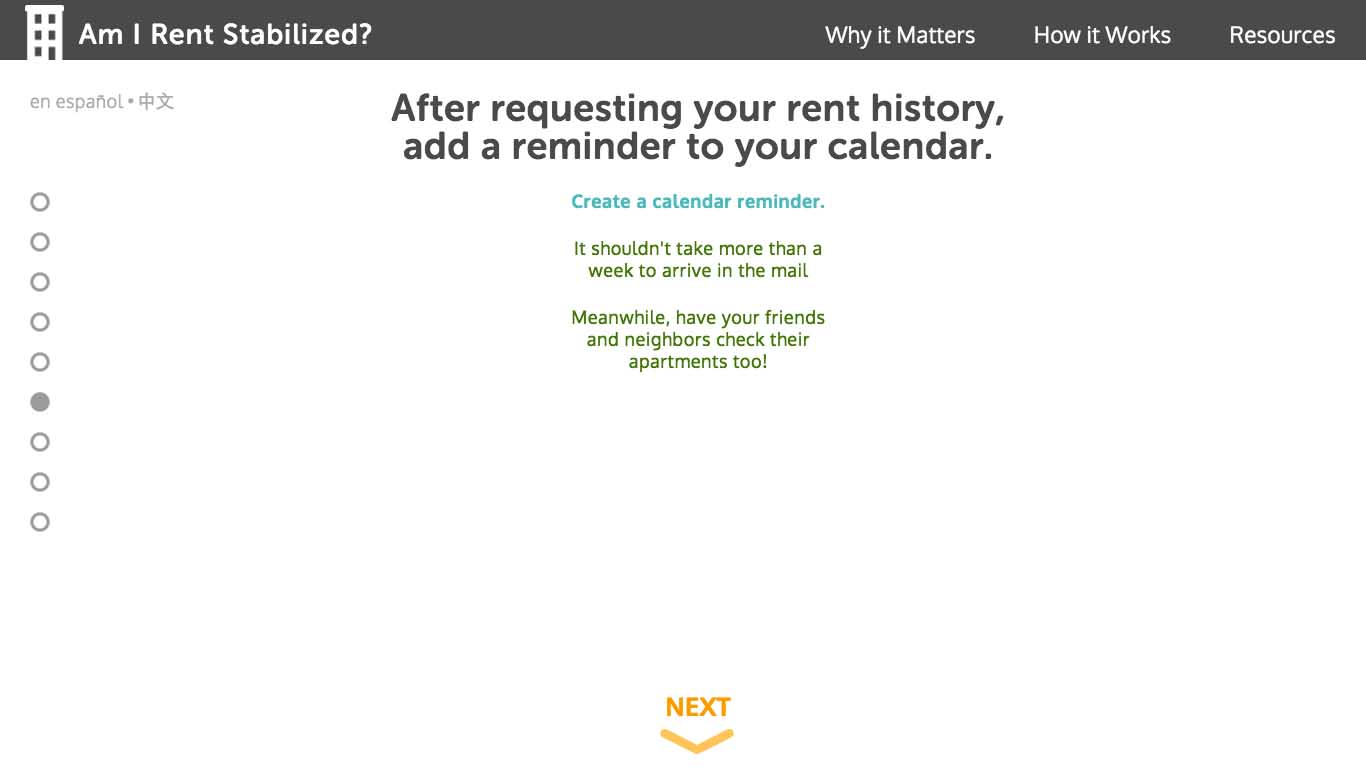 Am I Rent Stabilized?
Why it Matters
How it Works
Resources
en español • 中文
After requesting your rent history,
add a reminder to your calendar.
Create a calendar reminder.
It shouldn't take more than a
week to arrive in the mail
Meanwhile, have your friends
and neighbors check their
apartments too!
NEXT